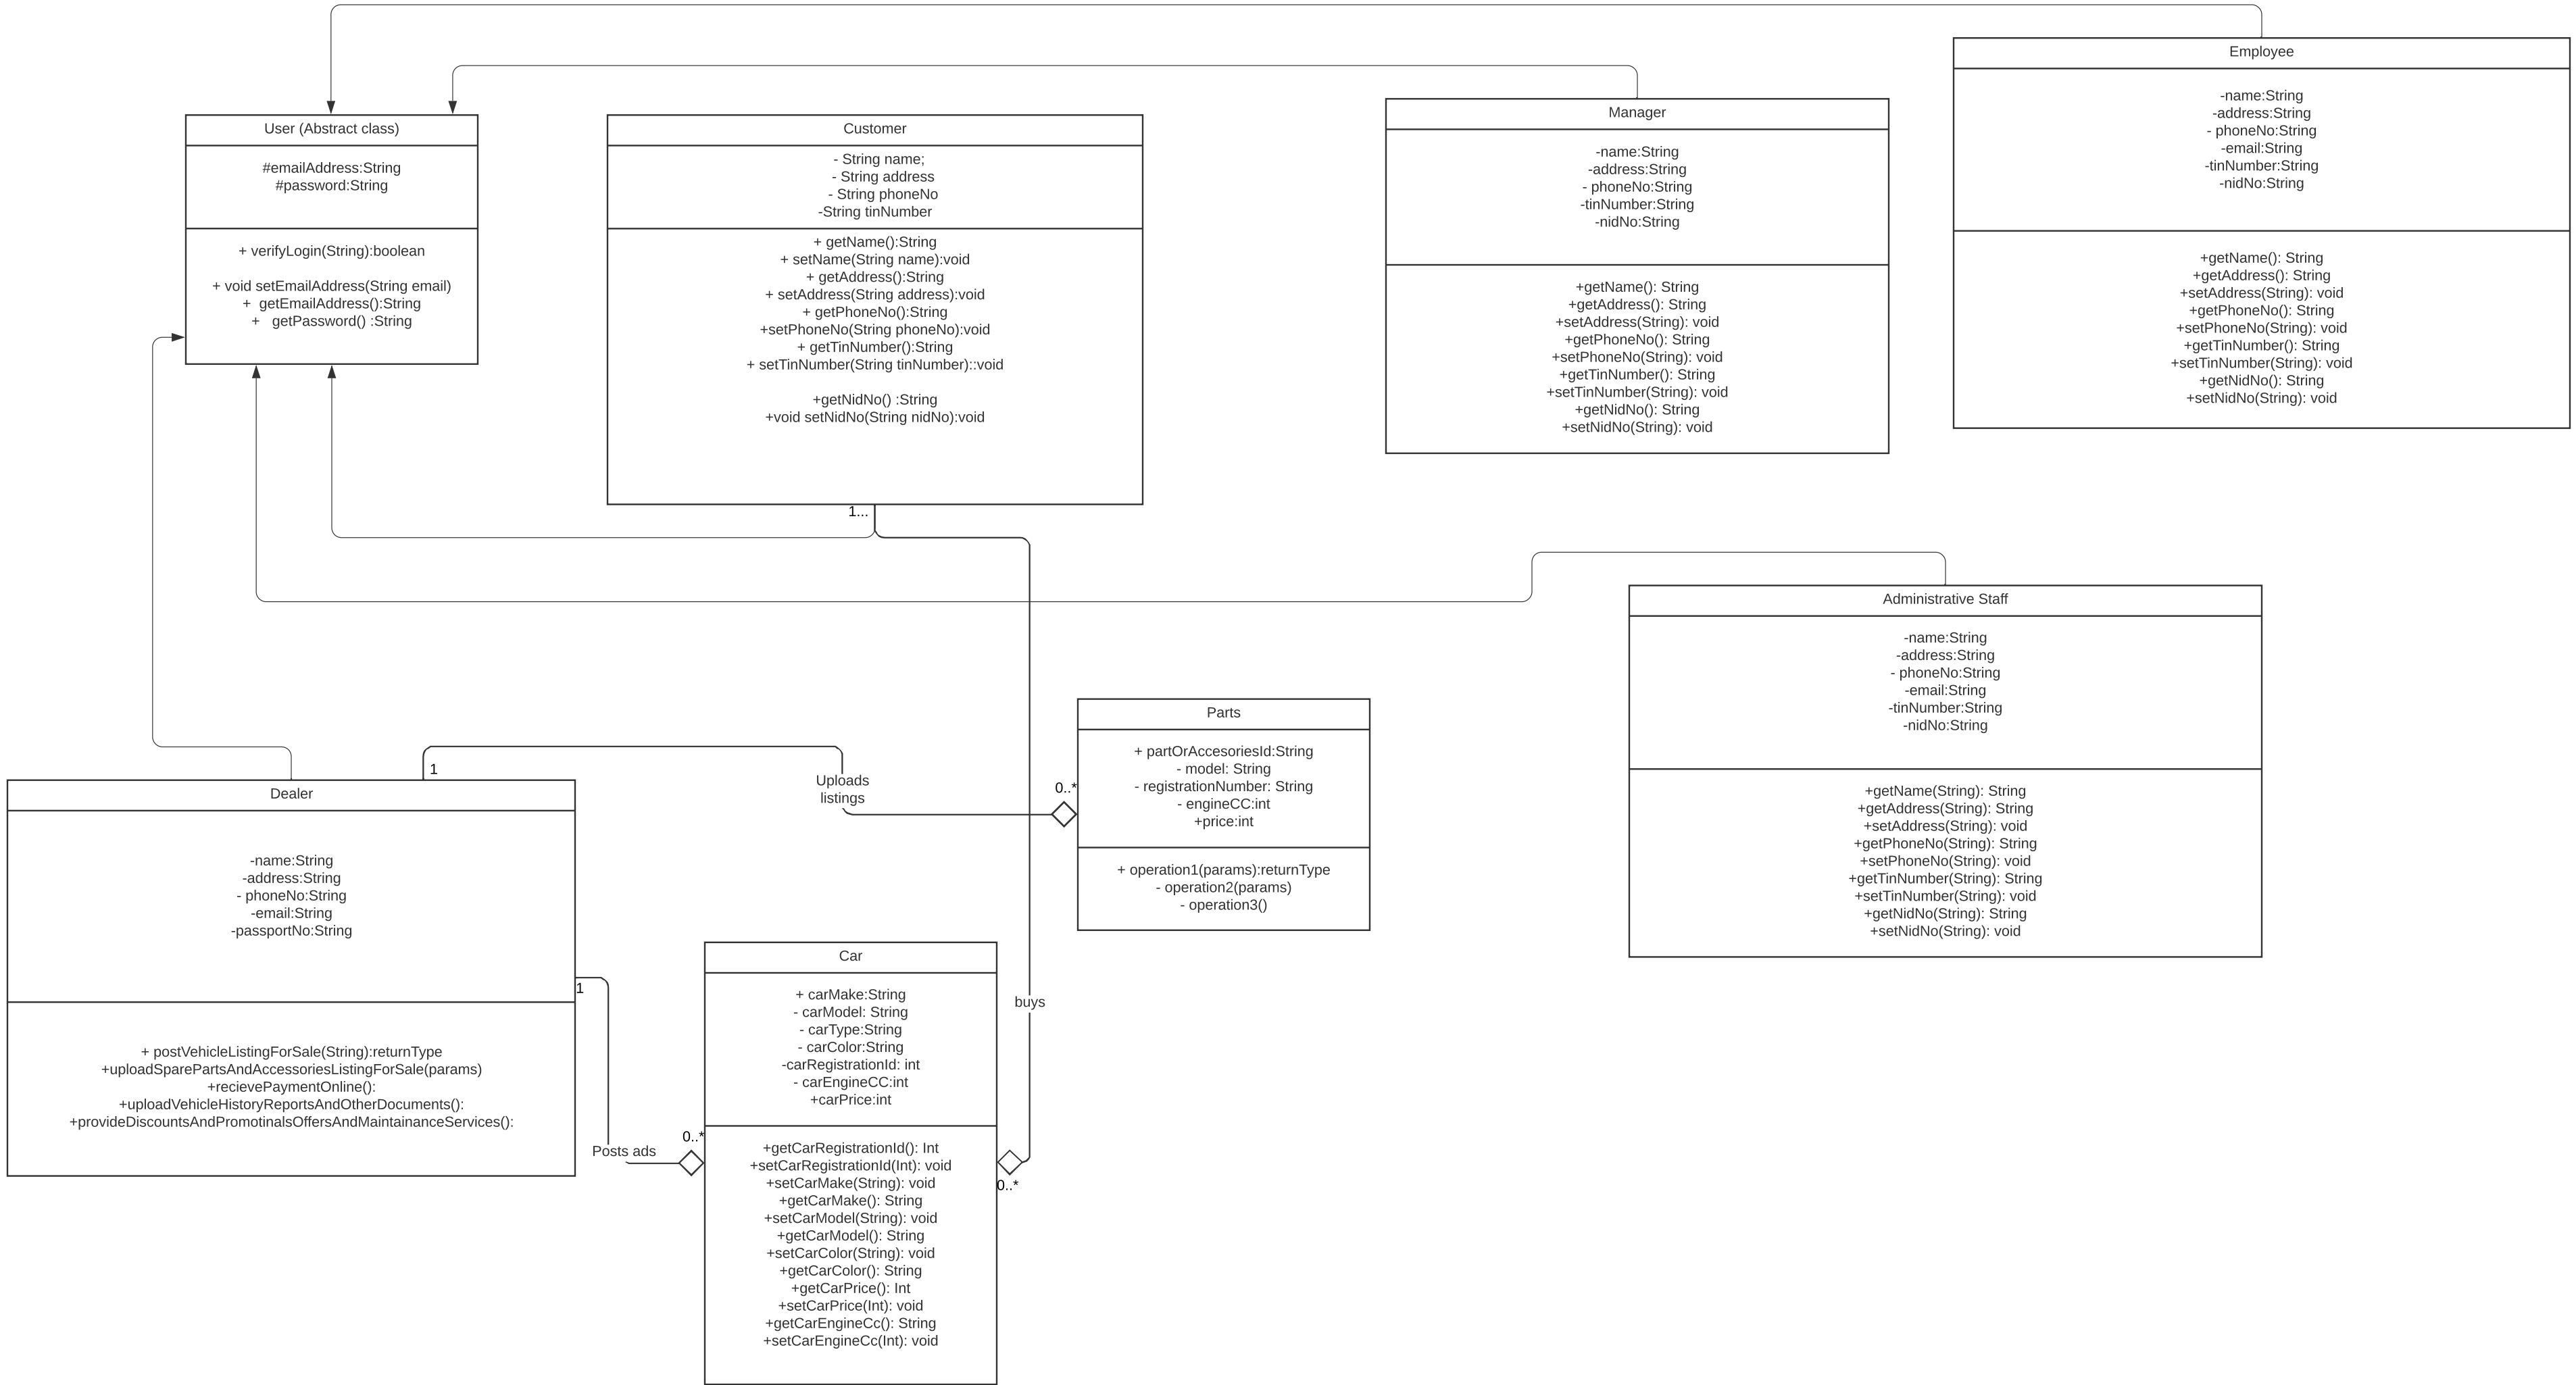 User (Abstract class)
#emailAddress:String
#password:String
+ verifyLogin(String):boolean
+ void setEmailAddress(String email)
+  getEmailAddress():String
+   getPassword() :String
Customer
- String name;
- String address
- String phoneNo
-String tinNumber
+ getName():String
+ setName(String name):void
+ getAddress():String
+ setAddress(String address):void
+ getPhoneNo():String
+setPhoneNo(String phoneNo):void
+ getTinNumber():String
+ setTinNumber(String tinNumber)::void
+getNidNo() :String
+void setNidNo(String nidNo):void
1...
Manager
-name:String
-address:String
- phoneNo:String
-tinNumber:String
-nidNo:String
+getName(): String
+getAddress(): String
+setAddress(String): void
+getPhoneNo(): String
+setPhoneNo(String): void
+getTinNumber(): String
+setTinNumber(String): void
+getNidNo(): String
+setNidNo(String): void
Employee
-name:String
-address:String
- phoneNo:String
-email:String
-tinNumber:String
-nidNo:String
+getName(): String
+getAddress(): String
+setAddress(String): void
+getPhoneNo(): String
+setPhoneNo(String): void
+getTinNumber(): String
+setTinNumber(String): void
+getNidNo(): String
+setNidNo(String): void
Administrative Staff
-name:String
-address:String
- phoneNo:String
-email:String
-tinNumber:String
-nidNo:String
+getName(String): String
+getAddress(String): String
+setAddress(String): void
+getPhoneNo(String): String
+setPhoneNo(String): void
+getTinNumber(String): String
+setTinNumber(String): void
+getNidNo(String): String
+setNidNo(String): void
Parts
+ partOrAccesoriesId:String
- model: String
- registrationNumber: String
- engineCC:int
+price:int
+ operation1(params):returnType
- operation2(params)
- operation3()
1
Uploads
listings
0..*
Dealer
-name:String
-address:String
- phoneNo:String
-email:String
-passportNo:String
+ postVehicleListingForSale(String):returnType
+uploadSparePartsAndAccessoriesListingForSale(params)
+recievePaymentOnline():
+uploadVehicleHistoryReportsAndOtherDocuments():
+provideDiscountsAndPromotinalsOffersAndMaintainanceServices():
1
Posts ads
0..*
Car
+ carMake:String
- carModel: String
- carType:String
- carColor:String
-carRegistrationId: int
- carEngineCC:int
+carPrice:int
+getCarRegistrationId(): Int
+setCarRegistrationId(Int): void
+setCarMake(String): void
+getCarMake(): String
+setCarModel(String): void
+getCarModel(): String
+setCarColor(String): void
+getCarColor(): String
+getCarPrice(): Int
+setCarPrice(Int): void
+getCarEngineCc(): String
+setCarEngineCc(Int): void
buys
0..*